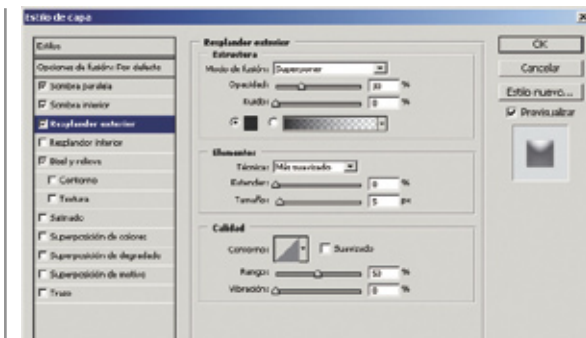 Estilo de capa
Estilos
Opciones de fusión: Por defecto
Sombra paralela
Sombra interior
Resplandor exterior
Resplandor interior
Bisel y relieve
Contorno
Textura
Satinado
Superposición de colores
Superposición de degradado
Superposición de motivo
Trazo
Resplandor exterior
Estructura
Modo de fusión: Superponer
Opacidad: %
Ruido: 0 %
Elementos
Técnica: Más suavizado
Extender: 0 %
Tamaño: 5 px
Calidad
Contorno: Suavizado
Rango: 50 %
Vibración: 0 %
OK
Cancelar
Estilo nuevo...
Previsualizar